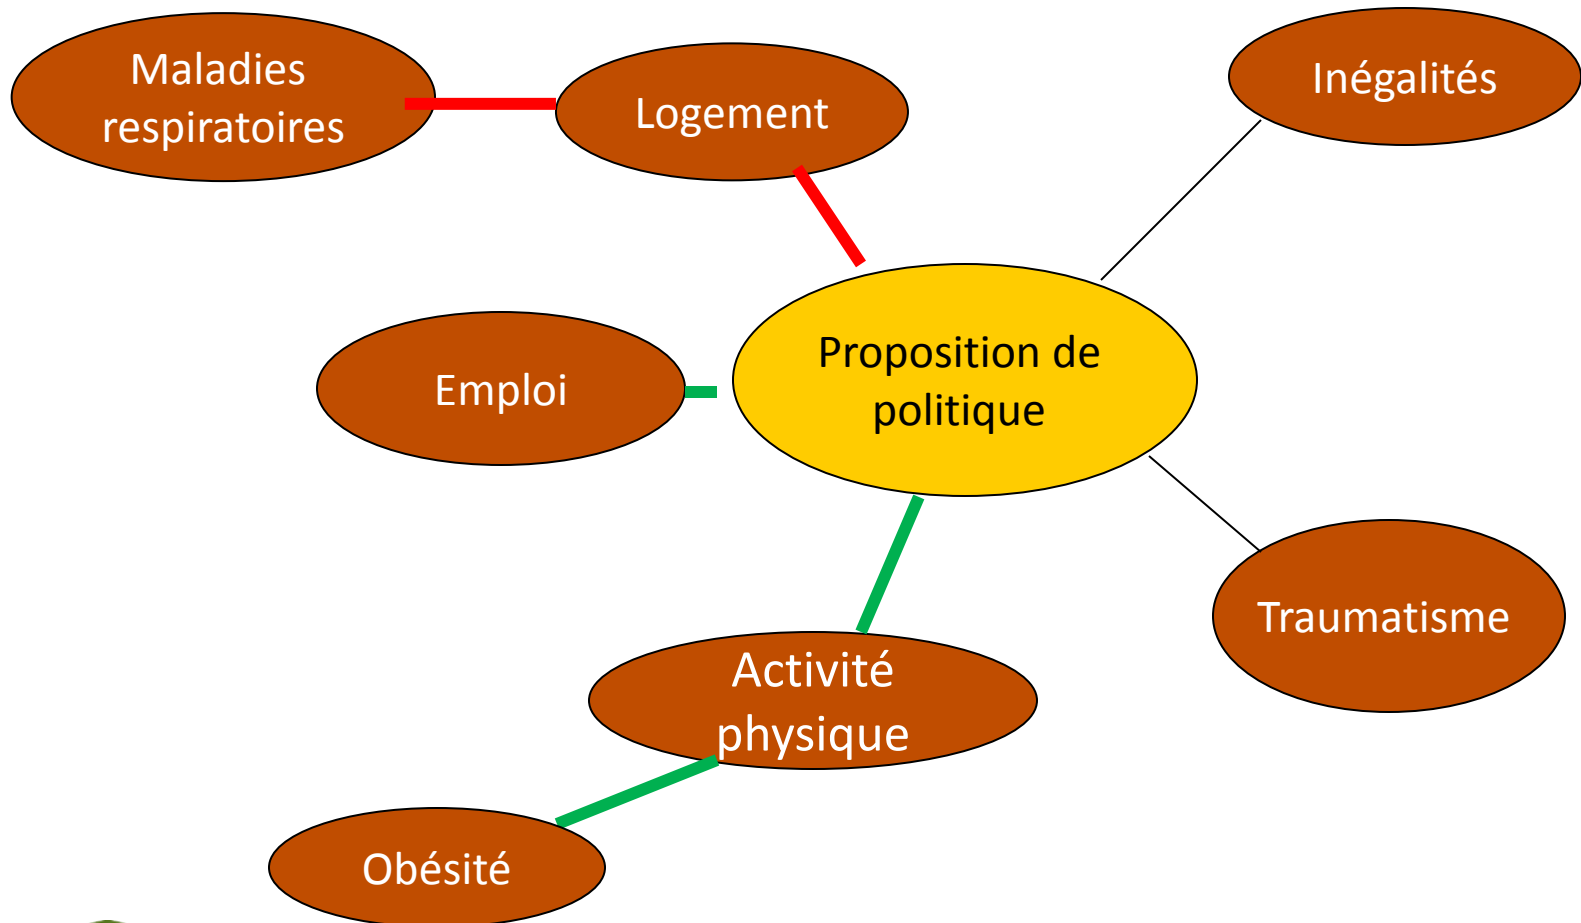 Maladies
respiratoires
Logement
Inégalités
Proposition de
politique
Emploi
Traumatisme
Activité
physique
Obésité